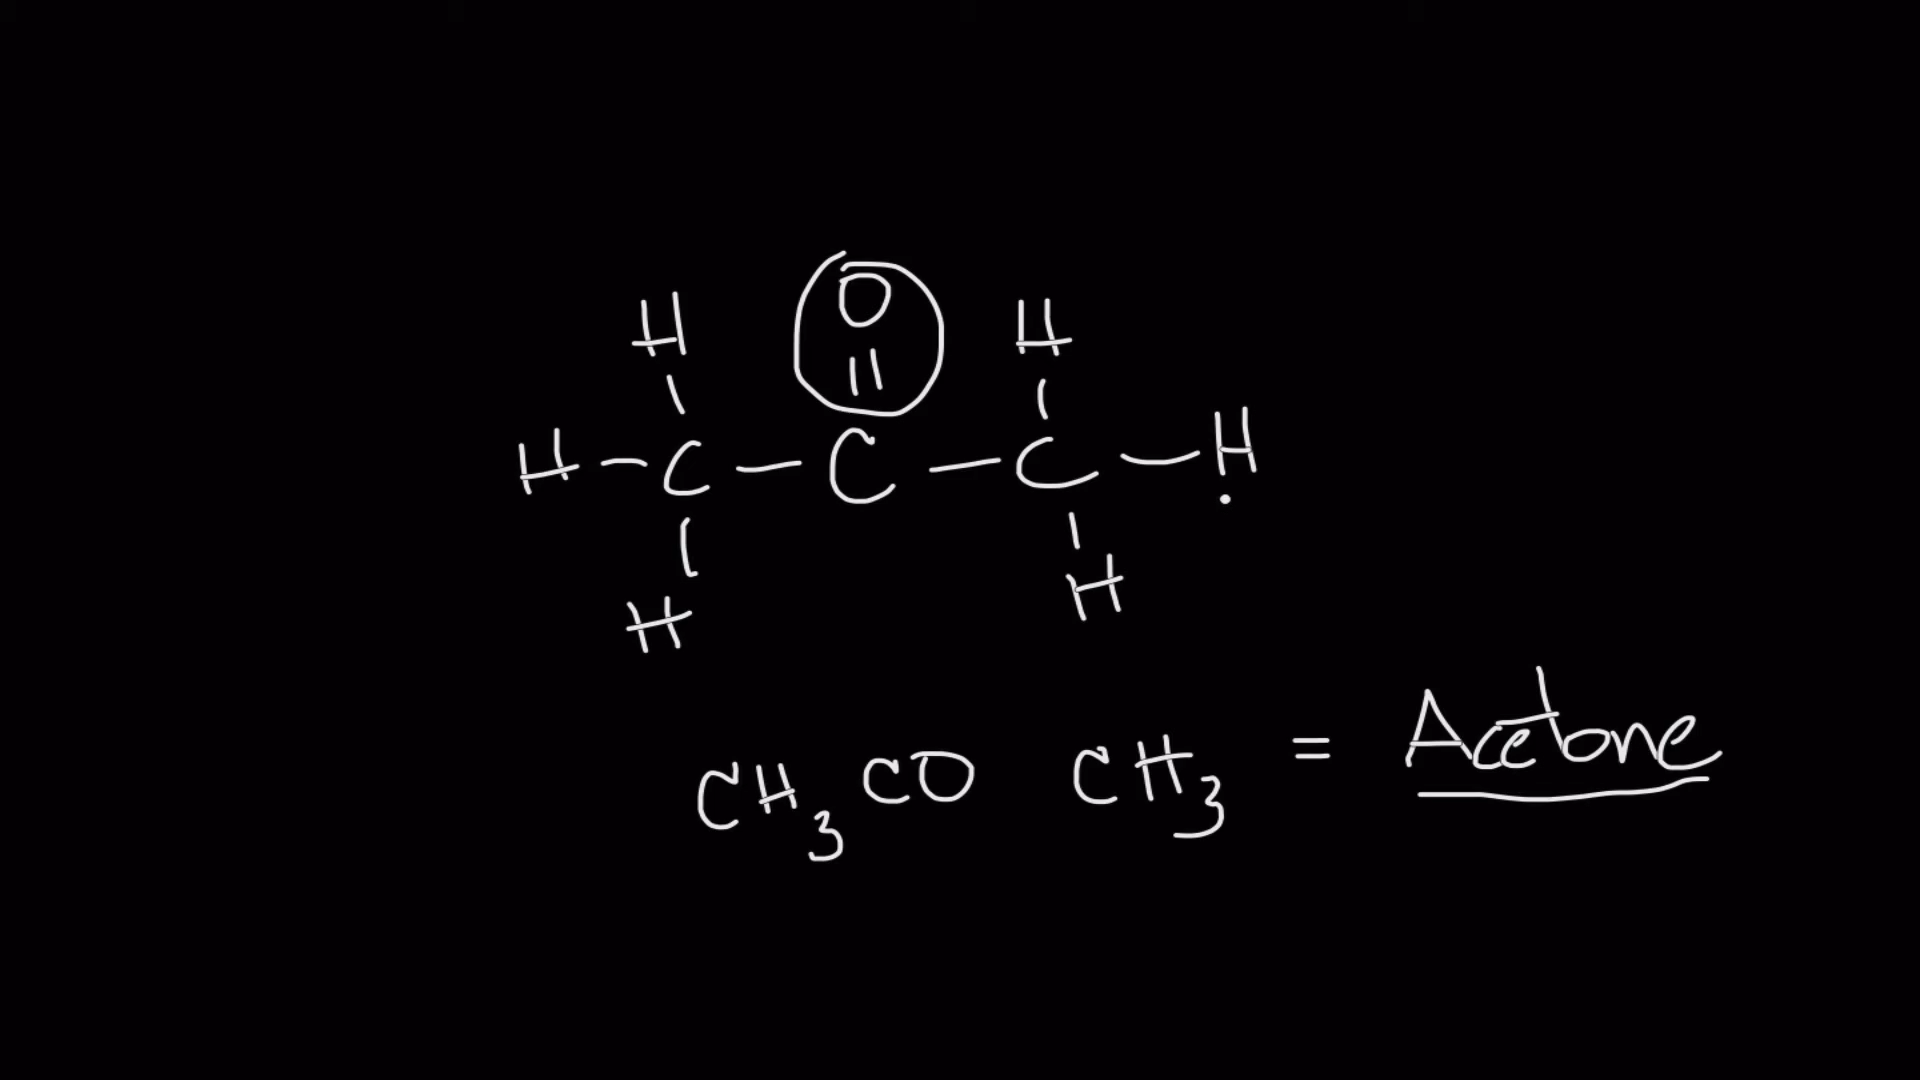 H O H
||
H - C - C - C - H
H
H
CH3CO CH3 = Acetone